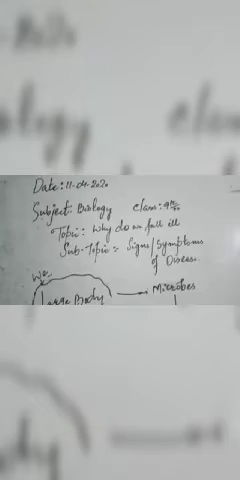 Date: 11-04-2020
Subject: Biology Class: 9th
Topic: Why do we fall ill
Sub-Topic: Signs/Symptoms
of Disease
We
Large Body
Microbes